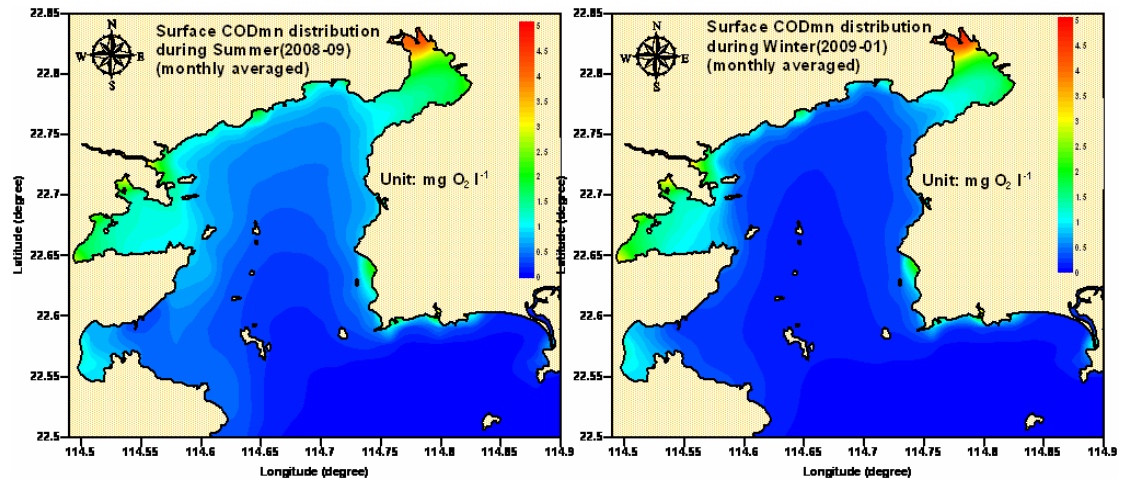 22.85
22.8
22.75
22.7
22.65
22.6
22.55
22.5
Latitude (degree)
N
W E
S
Surface CODmn distribution
during Summer(2008-09)
(monthly averaged)
Unit: mg O₂ l⁻¹
5
4.5
4
3.5
3
2.5
2
1.5
1
0.5
0
114.5 114.55 114.6 114.65 114.7 114.75 114.8 114.85 114.9
Longitude (degree)
22.85
22.8
22.75
22.7
22.65
22.6
22.55
22.5
Latitude (degree)
N
W E
S
Surface CODmn distribution
during Winter(2009-01)
(monthly averaged)
Unit: mg O₂ l⁻¹
5
4.5
4
3.5
3
2.5
2
1.5
1
0.5
0
114.5 114.55 114.6 114.65 114.7 114.75 114.8 114.85 114.9
Longitude (degree)